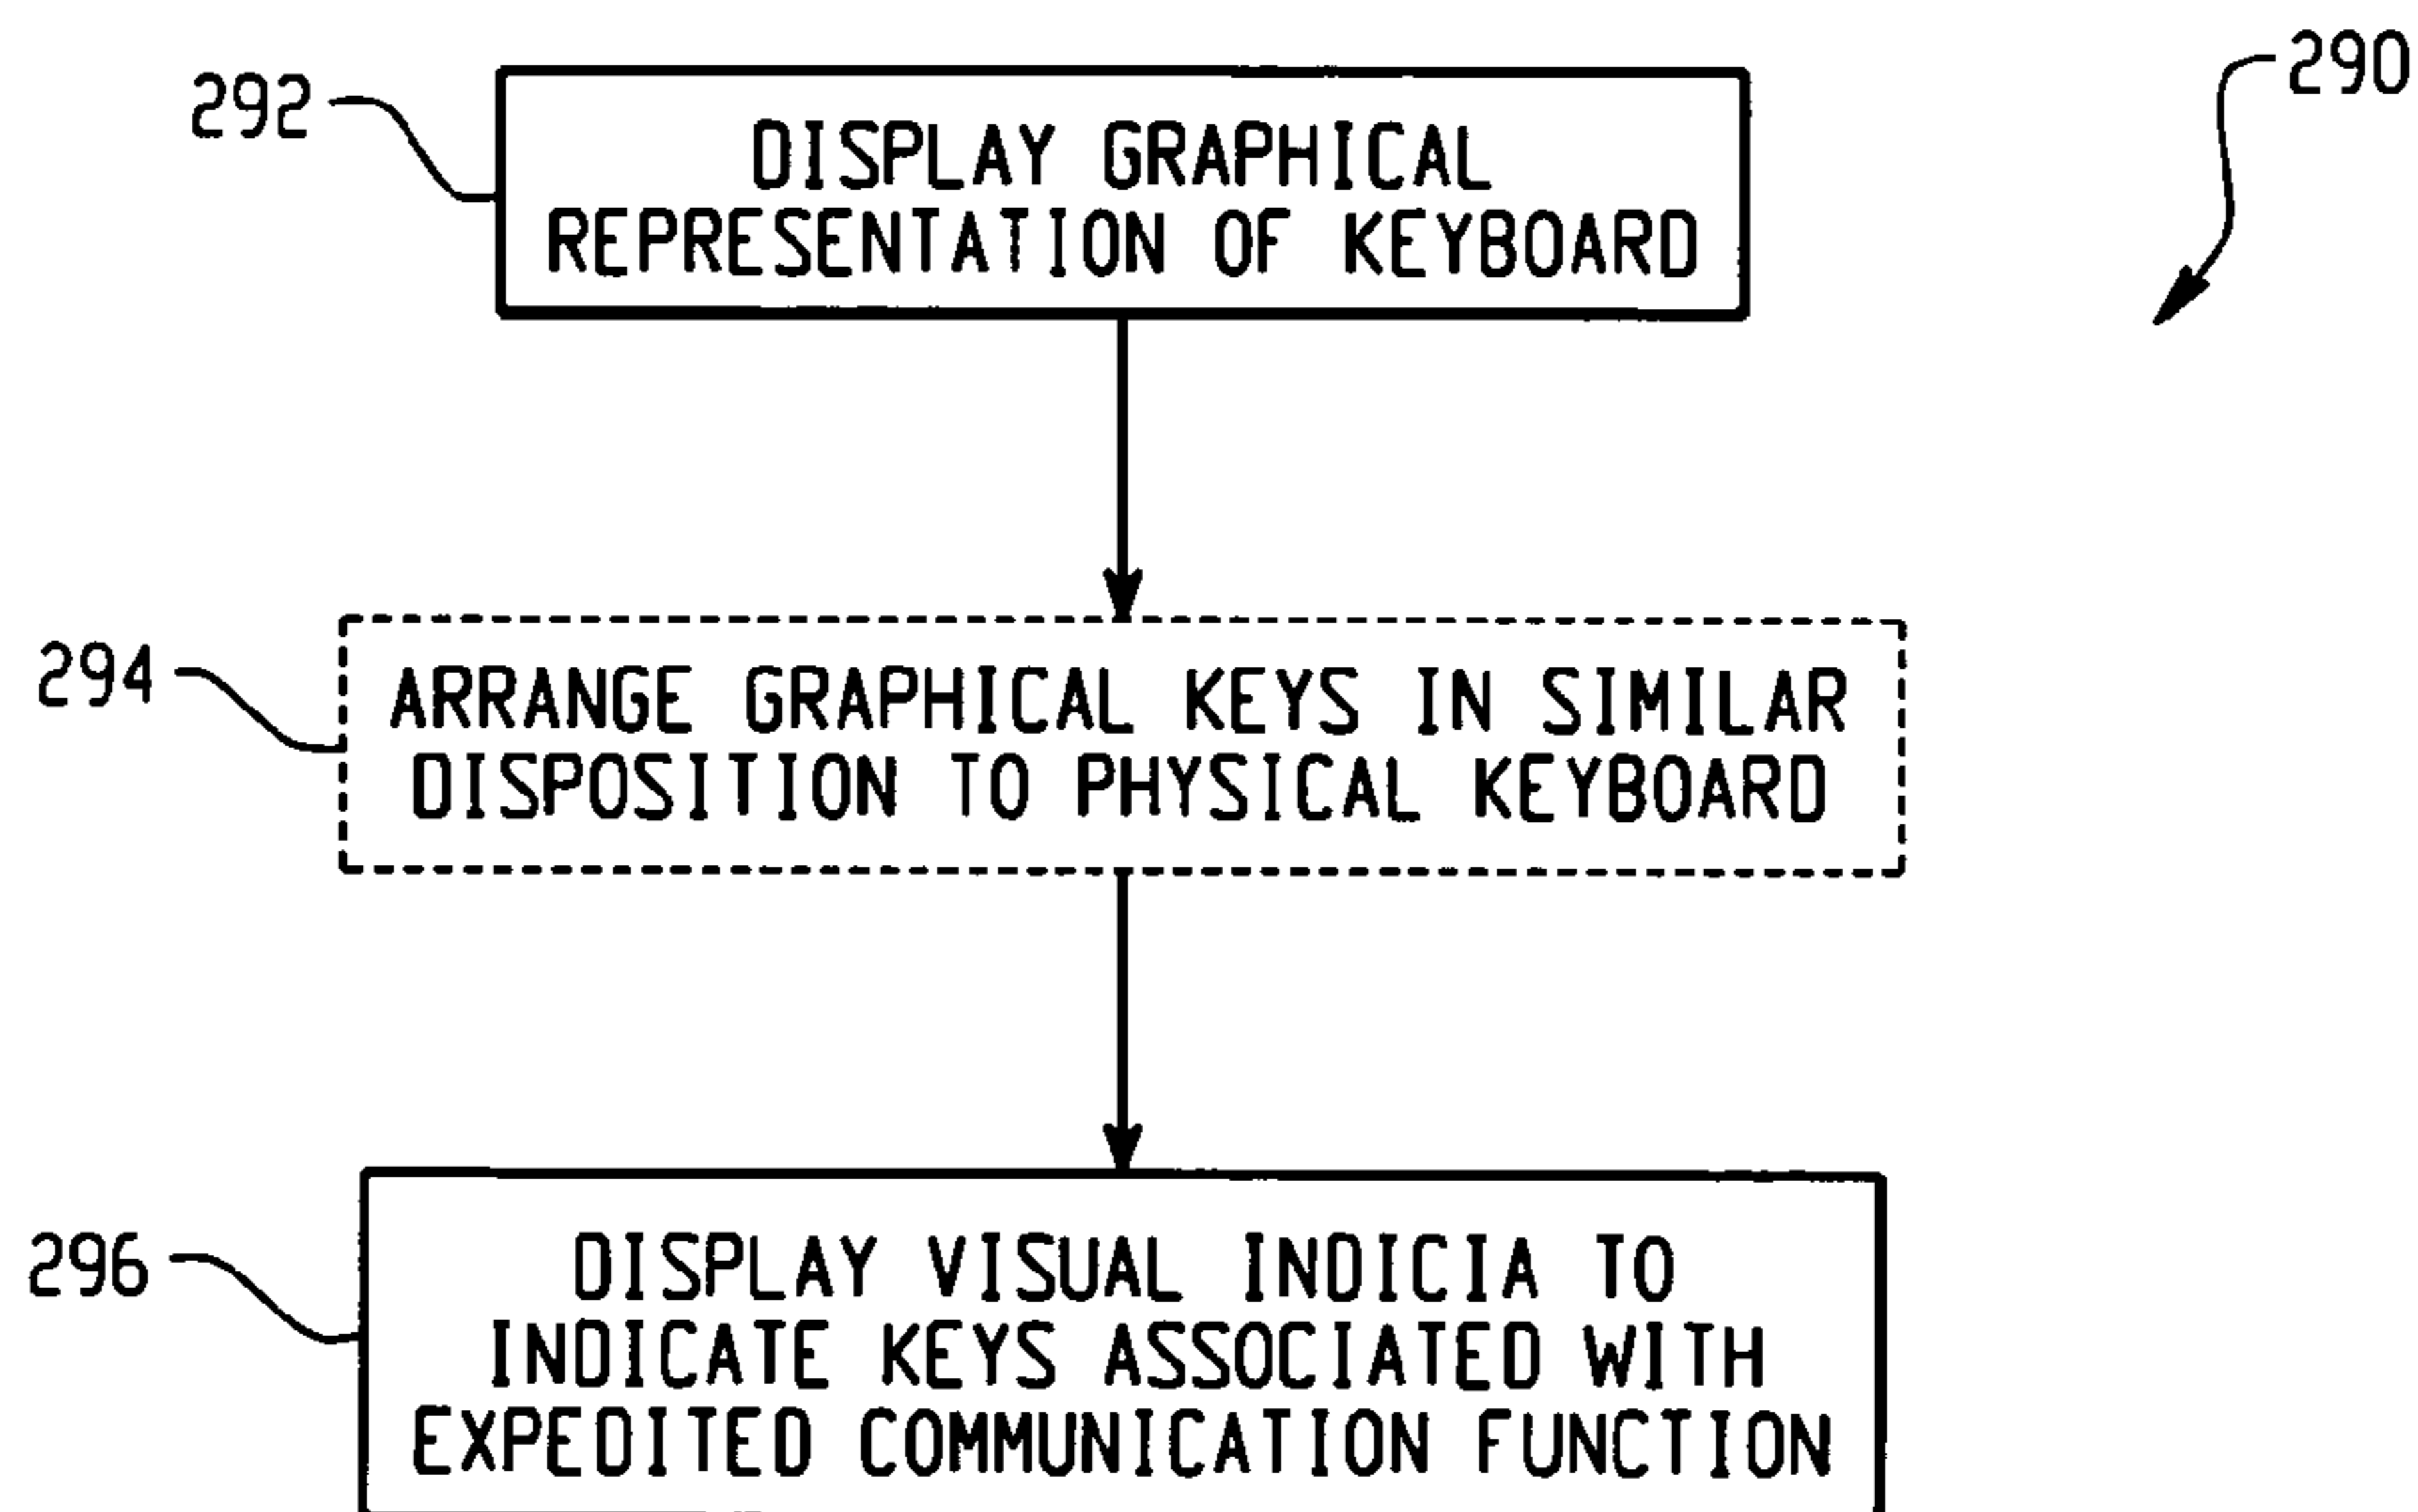 290
292
DISPLAY GRAPHICAL
REPRESENTATION OF KEYBOARD
294
ARRANGE GRAPHICAL KEYS IN SIMILAR
DISPOSITION TO PHYSICAL KEYBOARD
296
DISPLAY VISUAL INDICIA TO
INDICATE KEYS ASSOCIATED WITH
EXPEDITED COMMUNICATION FUNCTION